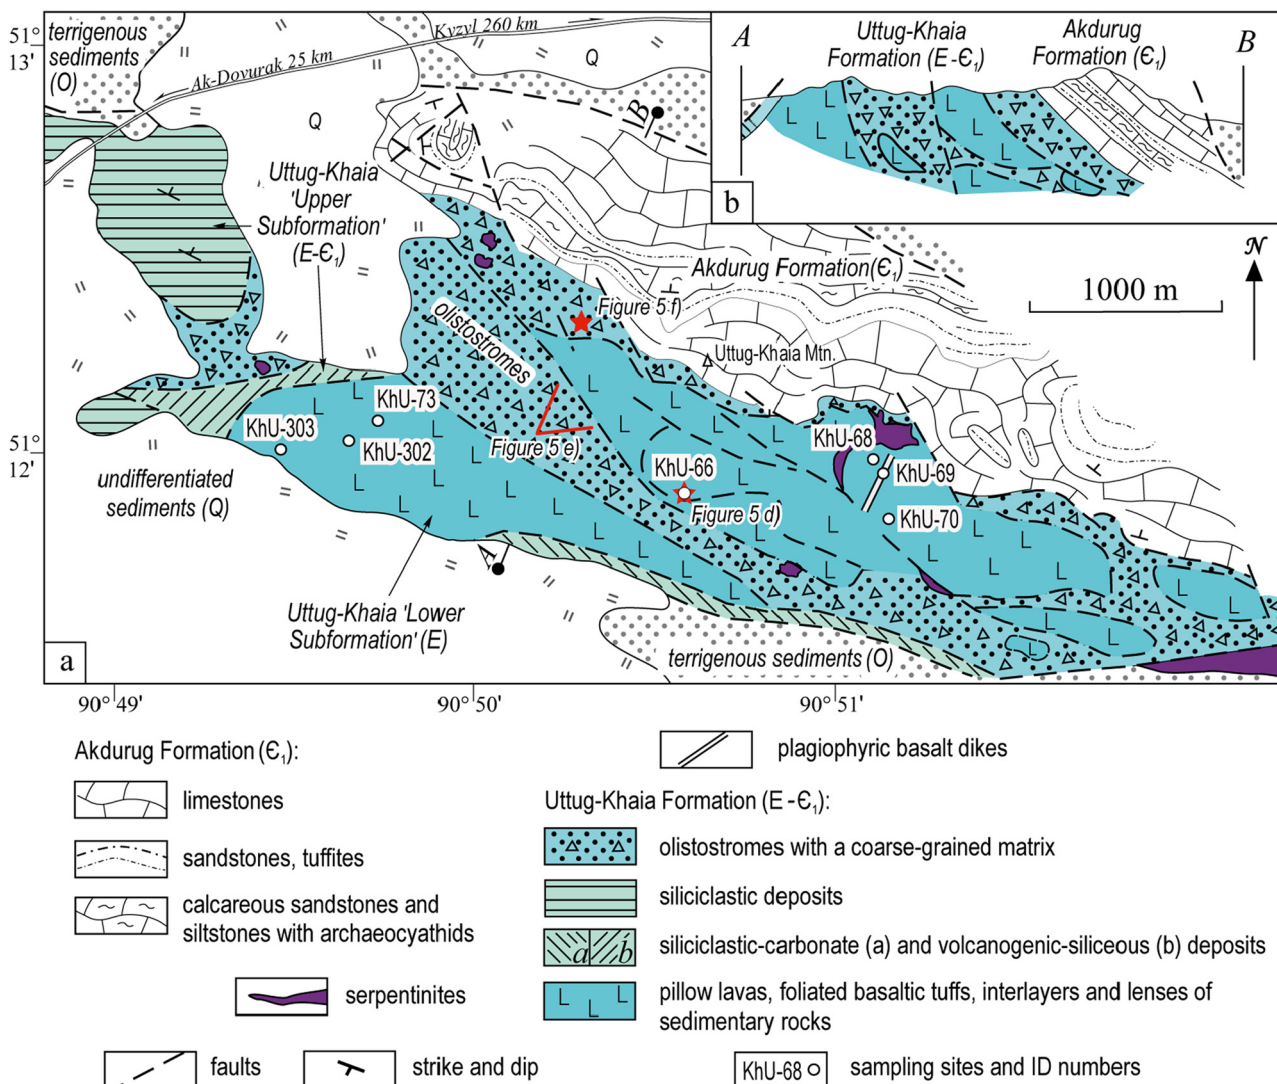 51°
13'
terrigenous
sediments
(O)
Ak-Dovurak 25 km
Kyzyl 260 km
Q
Q
B
A
Uttug-Khaia
Formation (E-Є₁)
Akdurug
Formation (Є₁)
B
b
Uttug-Khaia
'Upper
Subformation'
(E-Є₁)
N
1000 m
Akdurug Formation(Є₁)
Figure 5 f)
olistostromes
Uttug-Khaia Mtn.
51°
12'
KhU-73
KhU-303
KhU-302
Figure 5 e)
KhU-66
Figure 5 d)
KhU-68
KhU-69
KhU-70
undifferentiated
sediments (Q)
A
Uttug-Khaia 'Lower
Subformation' (E)
terrigenous sediments (O)
a
90°49'
90°50'
90°51'
Akdurug Formation (Є₁):
limestones
sandstones, tuffites
calcareous sandstones and
siltstones with archaeocyathids
serpentinites
faults
strike and dip
plagiophyric basalt dikes
Uttug-Khaia Formation (E-Є₁):
olistostromes with a coarse-grained matrix
siliciclastic deposits
a b
siliciclastic-carbonate (a) and volcanogenic-siliceous (b) deposits
L L L
pillow lavas, foliated basaltic tuffs, interlayers and lenses of
sedimentary rocks
KhU-68
sampling sites and ID numbers